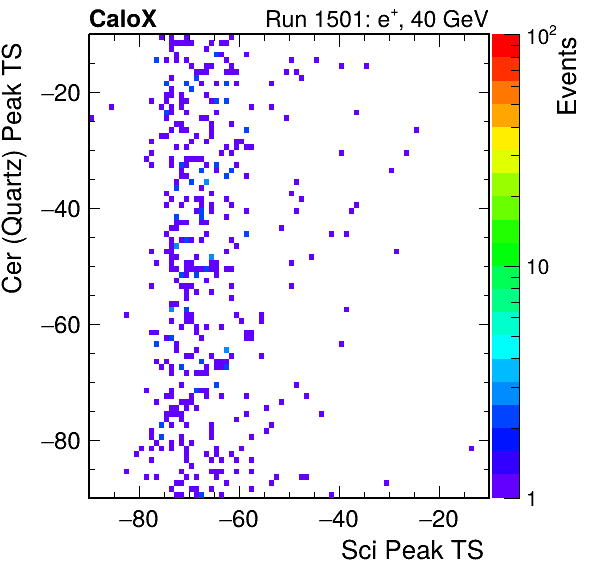 CaloX Run 1501: e⁺, 40 GeV
Cer (Quartz) Peak TS
−20
−40
−60
−80
−80 −60 −40 −20
Sci Peak TS
10²
10
1
Events